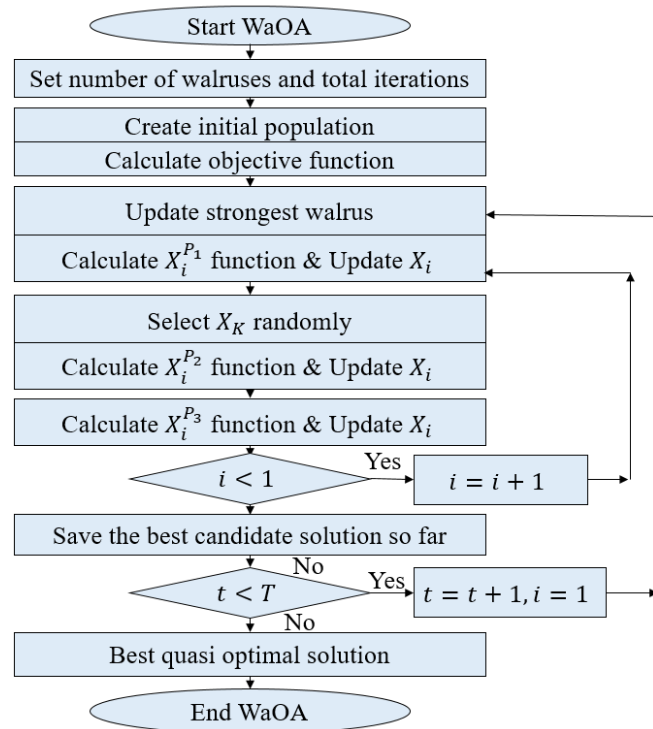 Start WaOA
Set number of walruses and total iterations
Create initial population
Calculate objective function
Update strongest walrus
Calculate $X_i^{P_1}$ function & Update $X_i$
Select $X_K$ randomly
Calculate $X_i^{P_2}$ function & Update $X_i$
Calculate $X_i^{P_3}$ function & Update $X_i$
i < 1
Yes
i = i + 1
Save the best candidate solution so far
No
t < T
Yes
t = t + 1, i = 1
No
Best quasi optimal solution
End WaOA